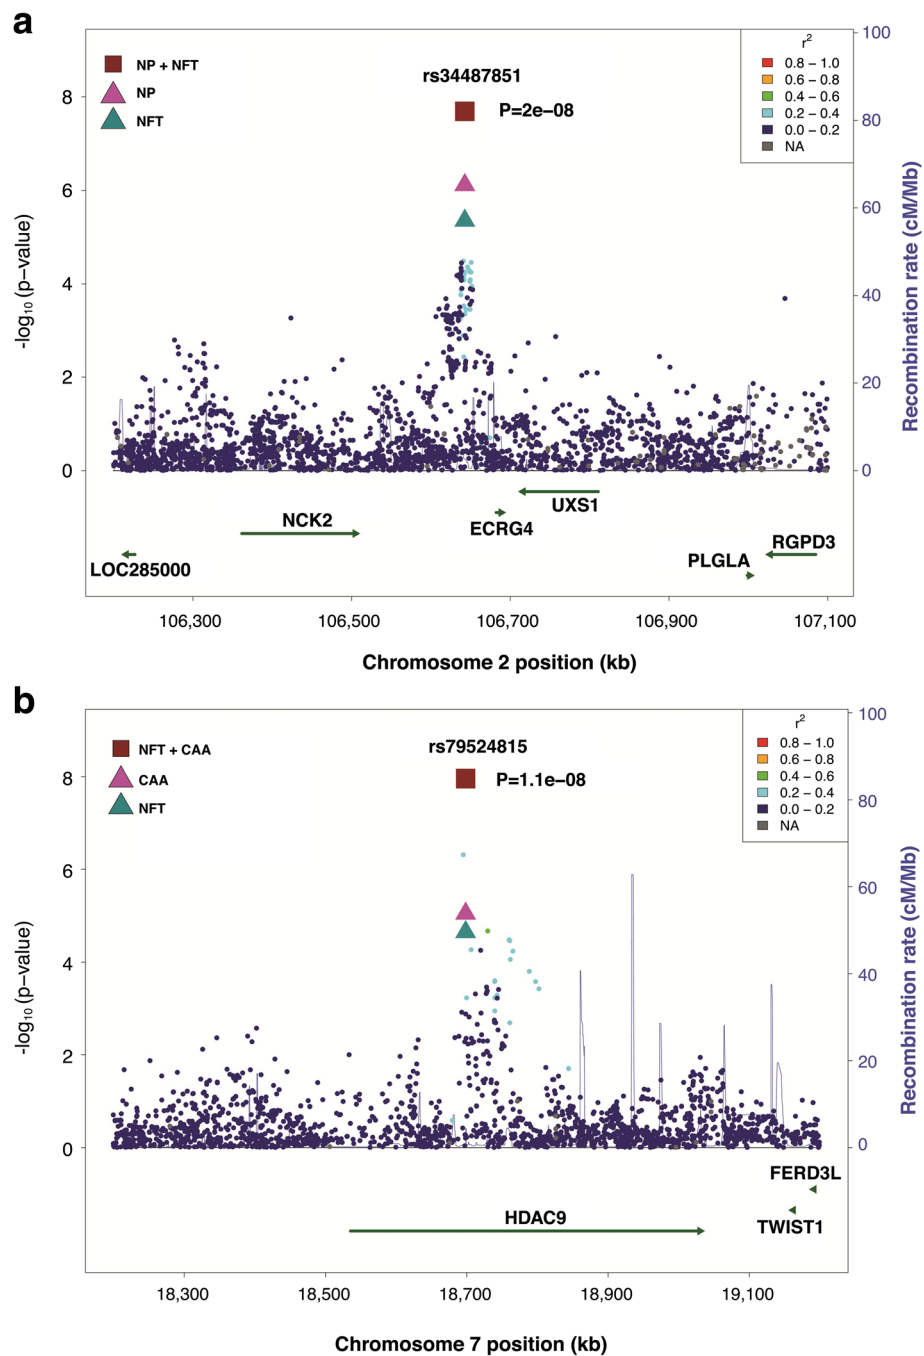 a
NP + NFT
NP
NFT
rs34487851
P=2e−08
r2
0.8 − 1.0
0.6 − 0.8
0.4 − 0.6
0.2 − 0.4
0.0 − 0.2
NA
8
6
4
2
0
-log10 (p−value)
100
80
60
40
20
0
Recombination rate (cM/Mb)
UXS1
ECRG4
NCK2
RGPD3
PLGLA
LOC285000
106,300
106,500
106,700
106,900
107,100
Chromosome 2 position (kb)
b
NFT + CAA
CAA
NFT
rs79524815
P=1.1e−08
r2
0.8 − 1.0
0.6 − 0.8
0.4 − 0.6
0.2 − 0.4
0.0 − 0.2
NA
8
6
4
2
0
-log10 (p−value)
100
80
60
40
20
0
Recombination rate (cM/Mb)
FERD3L
HDAC9
TWIST1
18,300
18,500
18,700
18,900
19,100
Chromosome 7 position (kb)